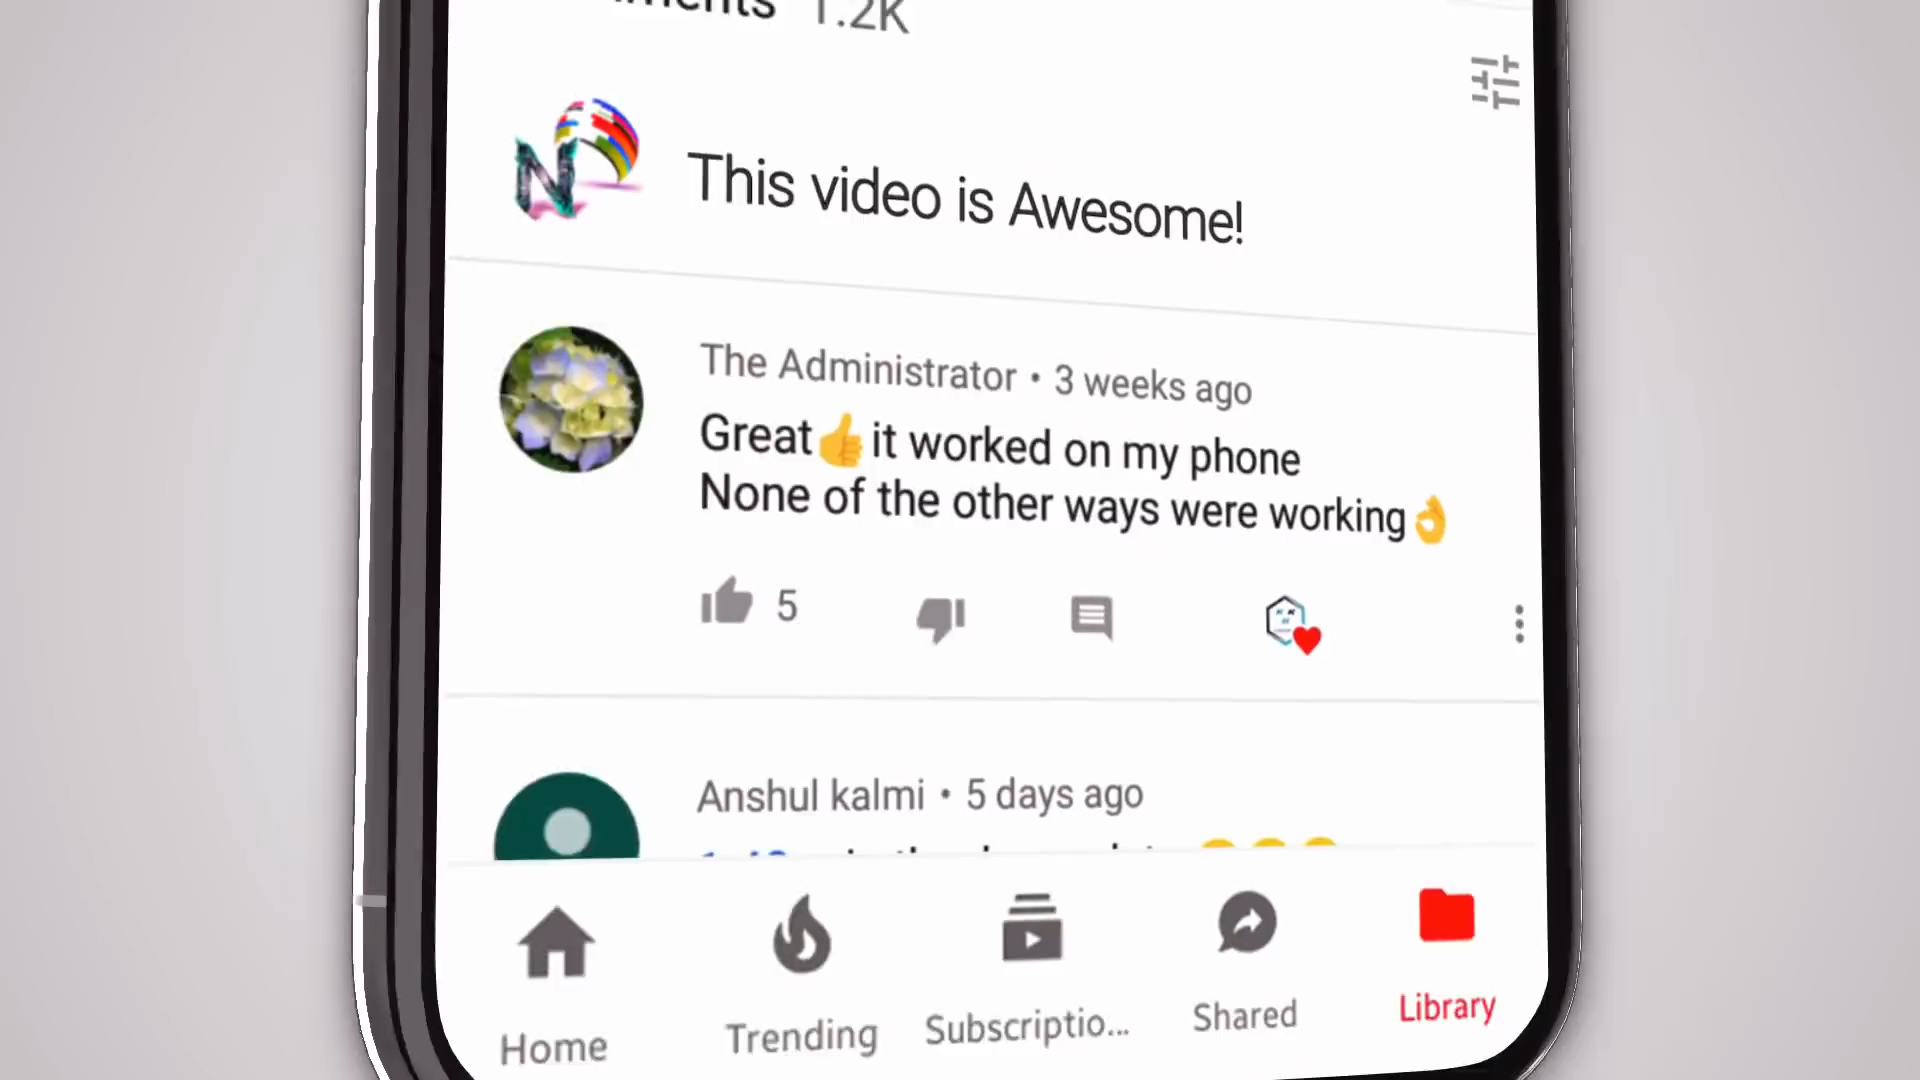 1.2K
This video is Awesome!
The Administrator • 3 weeks ago
Great👍it worked on my phone
None of the other ways were working👌
5
Anshul kalmi • 5 days ago
Home
Trending
Subscriptio...
Shared
Library